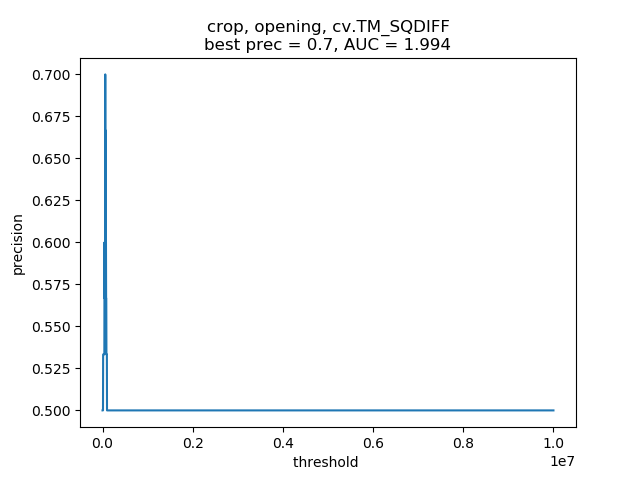 crop, opening, cv.TM_SQDIFF
best prec = 0.7, AUC = 1.994
0.700
0.675
0.650
0.625
0.600
0.575
0.550
0.525
0.500
precision
0.0 0.2 0.4 0.6 0.8 1.0
1e7
threshold